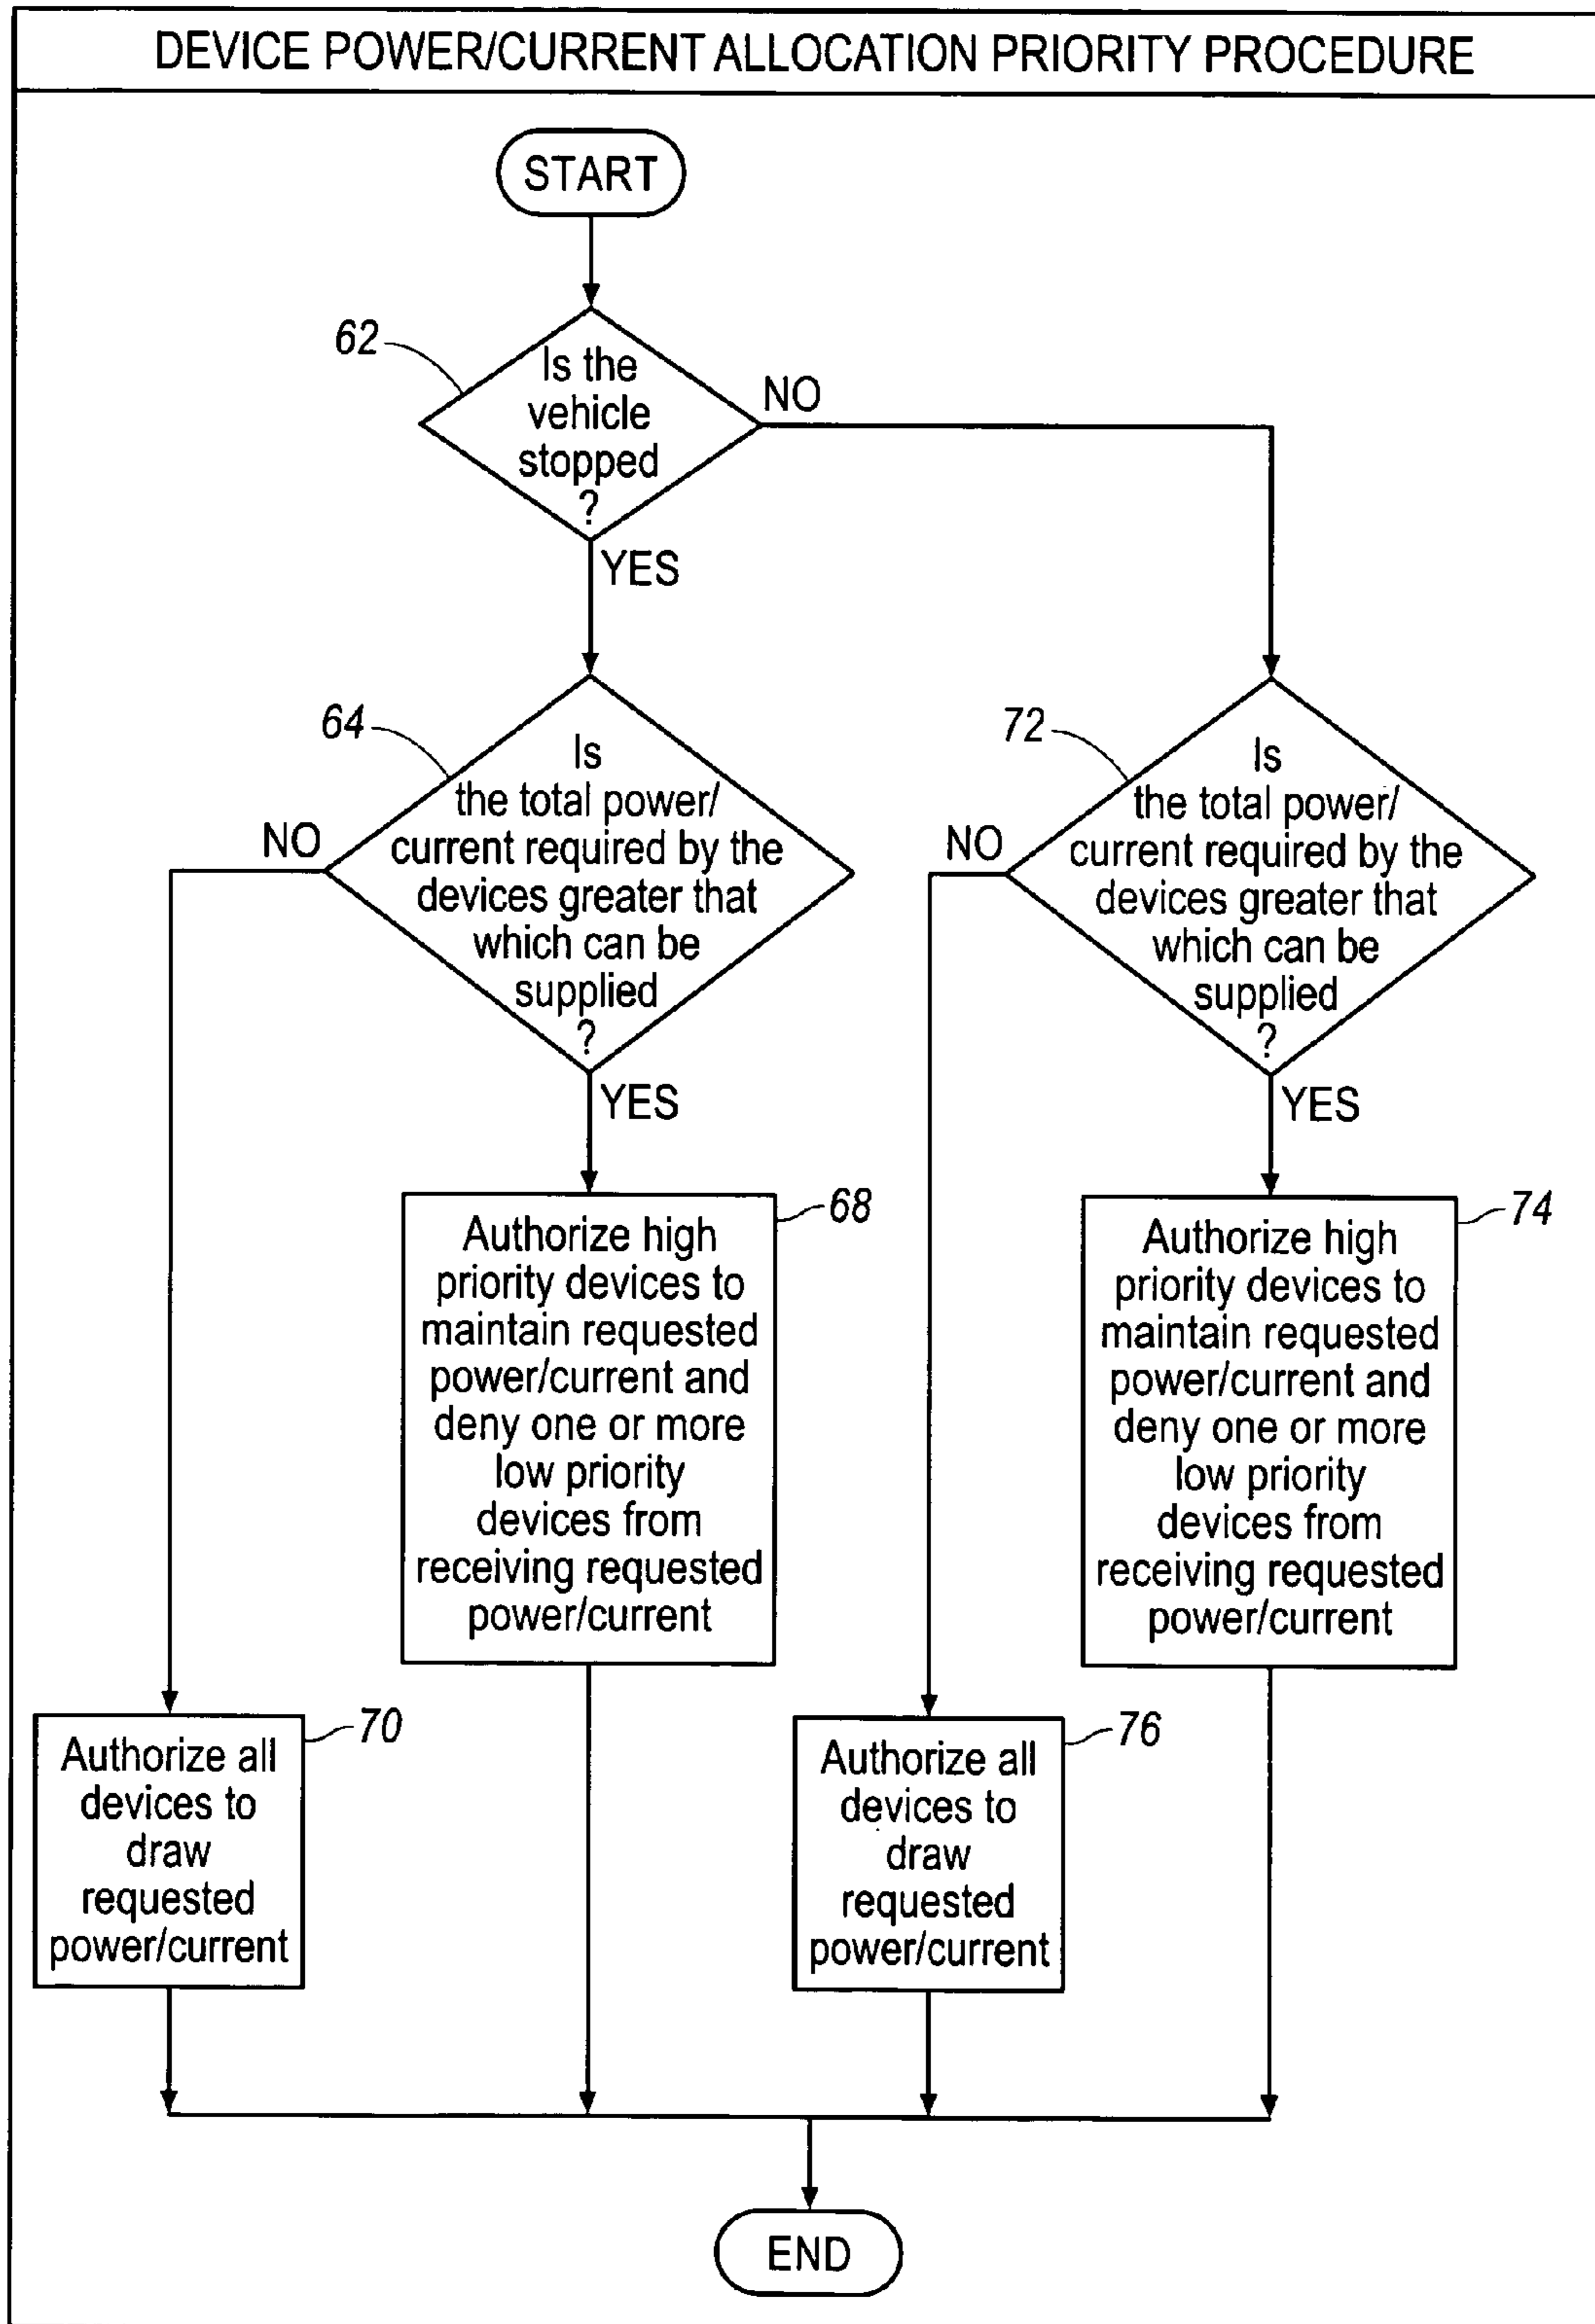 DEVICE POWER/CURRENT ALLOCATION PRIORITY PROCEDURE
START
62
Is the
vehicle
stopped
?
NO
YES
64
Is
the total power/
current required by the
devices greater that
which can be
supplied
?
NO
YES
72
Is
the total power/
current required by the
devices greater that
which can be
supplied
?
NO
YES
68
Authorize high
priority devices to
maintain requested
power/current and
deny one or more
low priority
devices from
receiving requested
power/current
74
Authorize high
priority devices to
maintain requested
power/current and
deny one or more
low priority
devices from
receiving requested
power/current
70
Authorize all
devices to
draw
requested
power/current
76
Authorize all
devices to
draw
requested
power/current
END